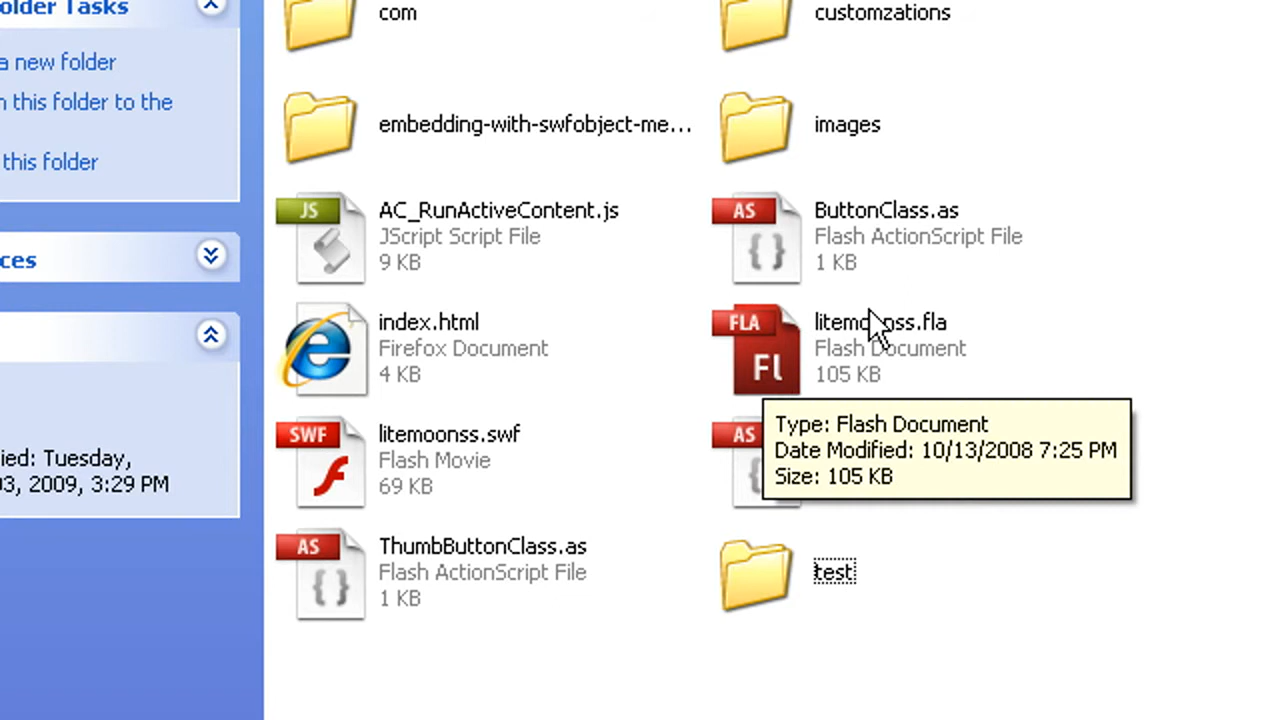 older Tasks
a new folder
n this folder to the
this folder
ces
ied: Tuesday,
03, 2009, 3:29 PM
com
customzations
embedding-with-swfobject-me...
images
JS
AC_RunActiveContent.js
JScript Script File
9 KB
AS
ButtonClass.as
Flash ActionScript File
1 KB
index.html
Firefox Document
4 KB
FLA
Fl
litemoonss.fla
Flash Document
105 KB
SWF
litemoonss.swf
Flash Movie
69 KB
AS
Type: Flash Document
Date Modified: 10/13/2008 7:25 PM
Size: 105 KB
AS
ThumbButtonClass.as
Flash ActionScript File
1 KB
test